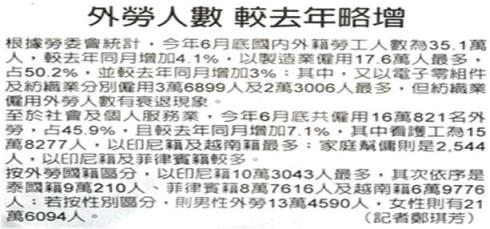 外勞人數 較去年略增
根據勞委會統計，今年6月底國內外籍勞工人數為35.1萬
人，較去年同月增加4.1%，以製造業僱用17.6萬人最多，
占50.2%，並較去年同月增加3%：其中，又以電子零組件
及紡織業分別僱用3萬6899人及2萬3006人最多，但紡織業
僱用外勞人數有衰退現象。
至於社會及個人服務業，今年6月底共僱用16萬821名外
勞，占45.9%，且較去年同月增加7.1%，其中看護工為15
萬8277人，以印尼籍及越南籍最多；家庭幫傭則是2,544
人，以印尼籍及菲律賓籍較多。
按外勞國籍區分，以印尼籍10萬3043人最多，其次依序是
泰國籍9萬210人、菲律賓籍8萬7616人及越南籍6萬9776
人；若按性別區分，則男性外勞13萬4590人，女性則有21
萬6094人。（記者鄭琪芳）